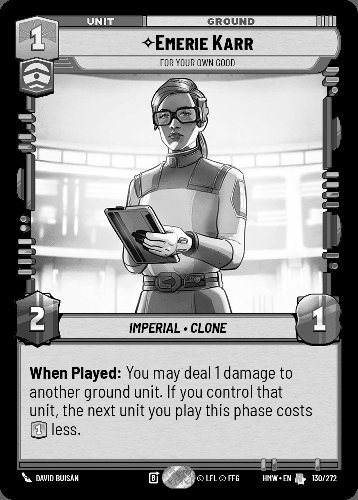 UNIT
GROUND
1
EMERIE KARR
FOR YOUR OWN GOOD
2
IMPERIAL • CLONE
1
When Played: You may deal 1 damage to
another ground unit. If you control that
unit, the next unit you play this phase costs
1 less.
DAVID BUISÁN
© LFL © FFG
HMW • EN
130/272